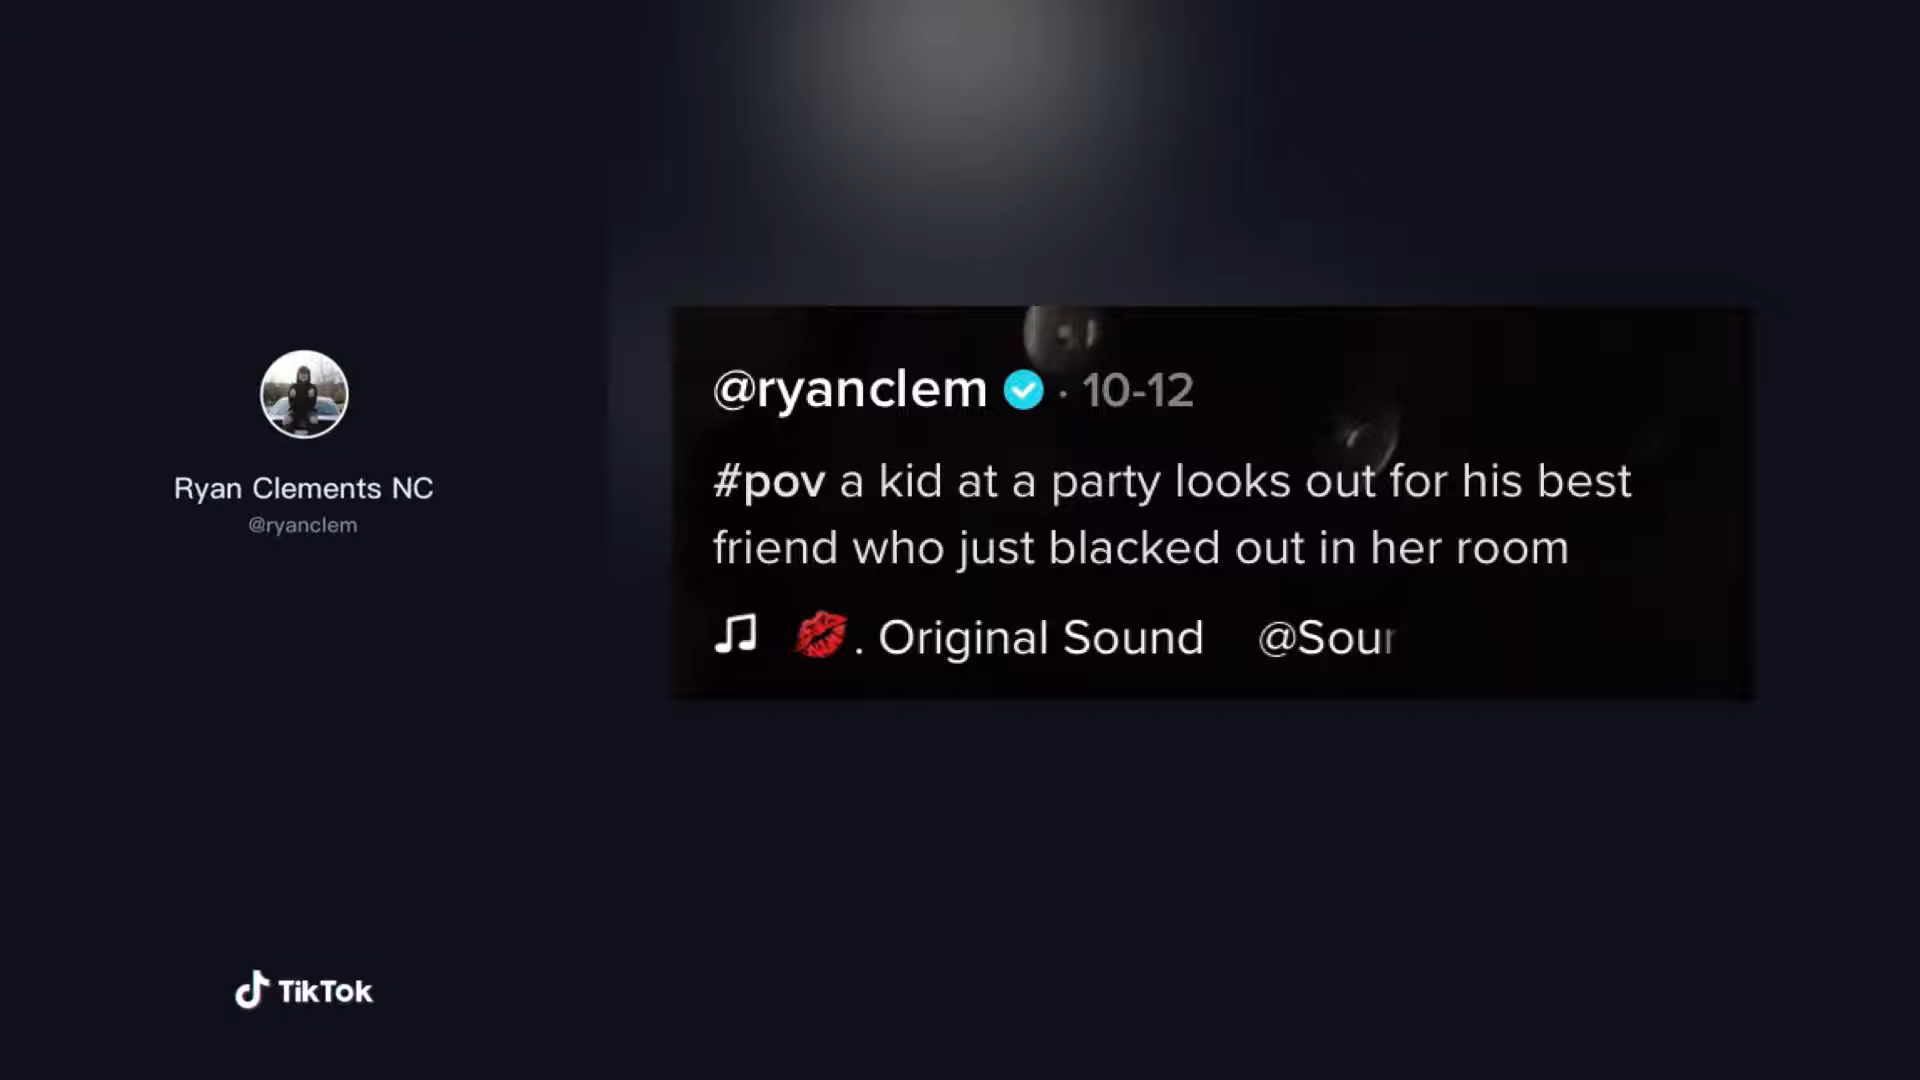 Ryan Clements NC
@ryanclem
@ryanclem · 10-12
#pov a kid at a party looks out for his best
friend who just blacked out in her room
. Original Sound @Sour
TikTok